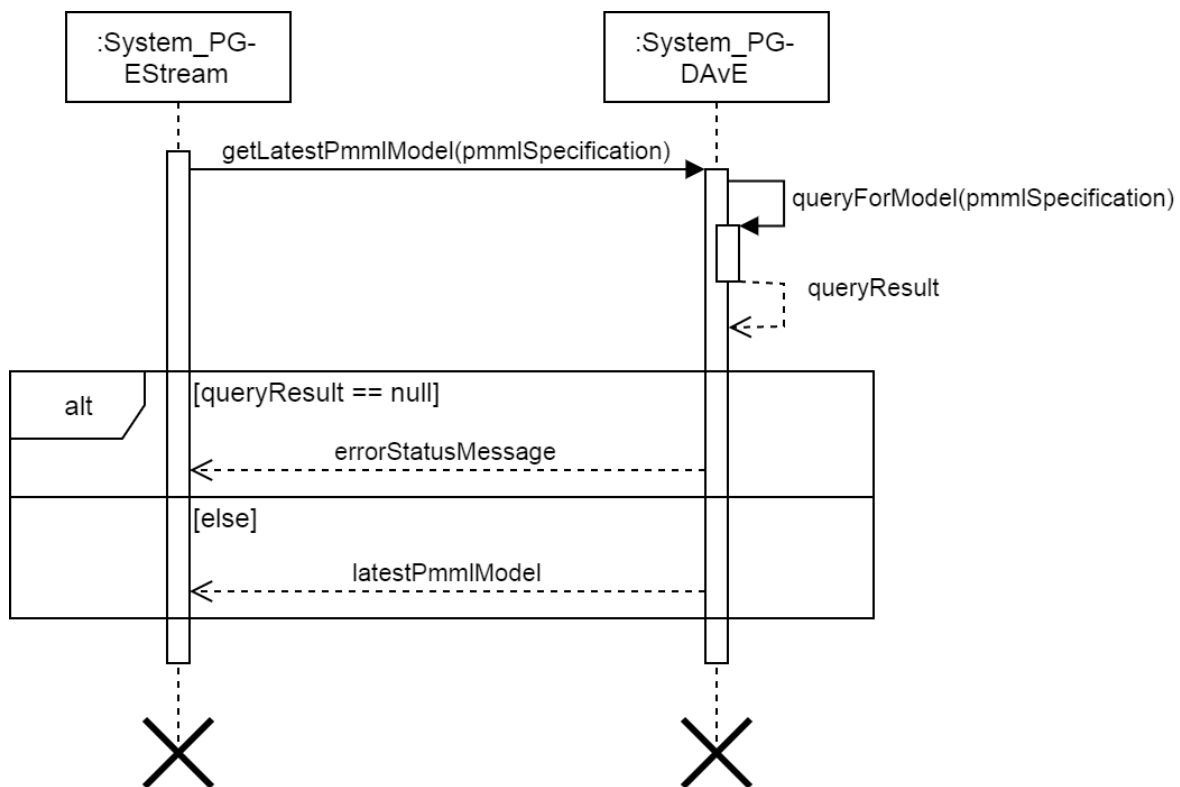 :System_PG-
EStream
:System_PG-
DAvE
getLatestPmmlModel(pmmlSpecification)
queryForModel(pmmlSpecification)
queryResult
alt
[queryResult == null]
errorStatusMessage
[else]
latestPmmlModel